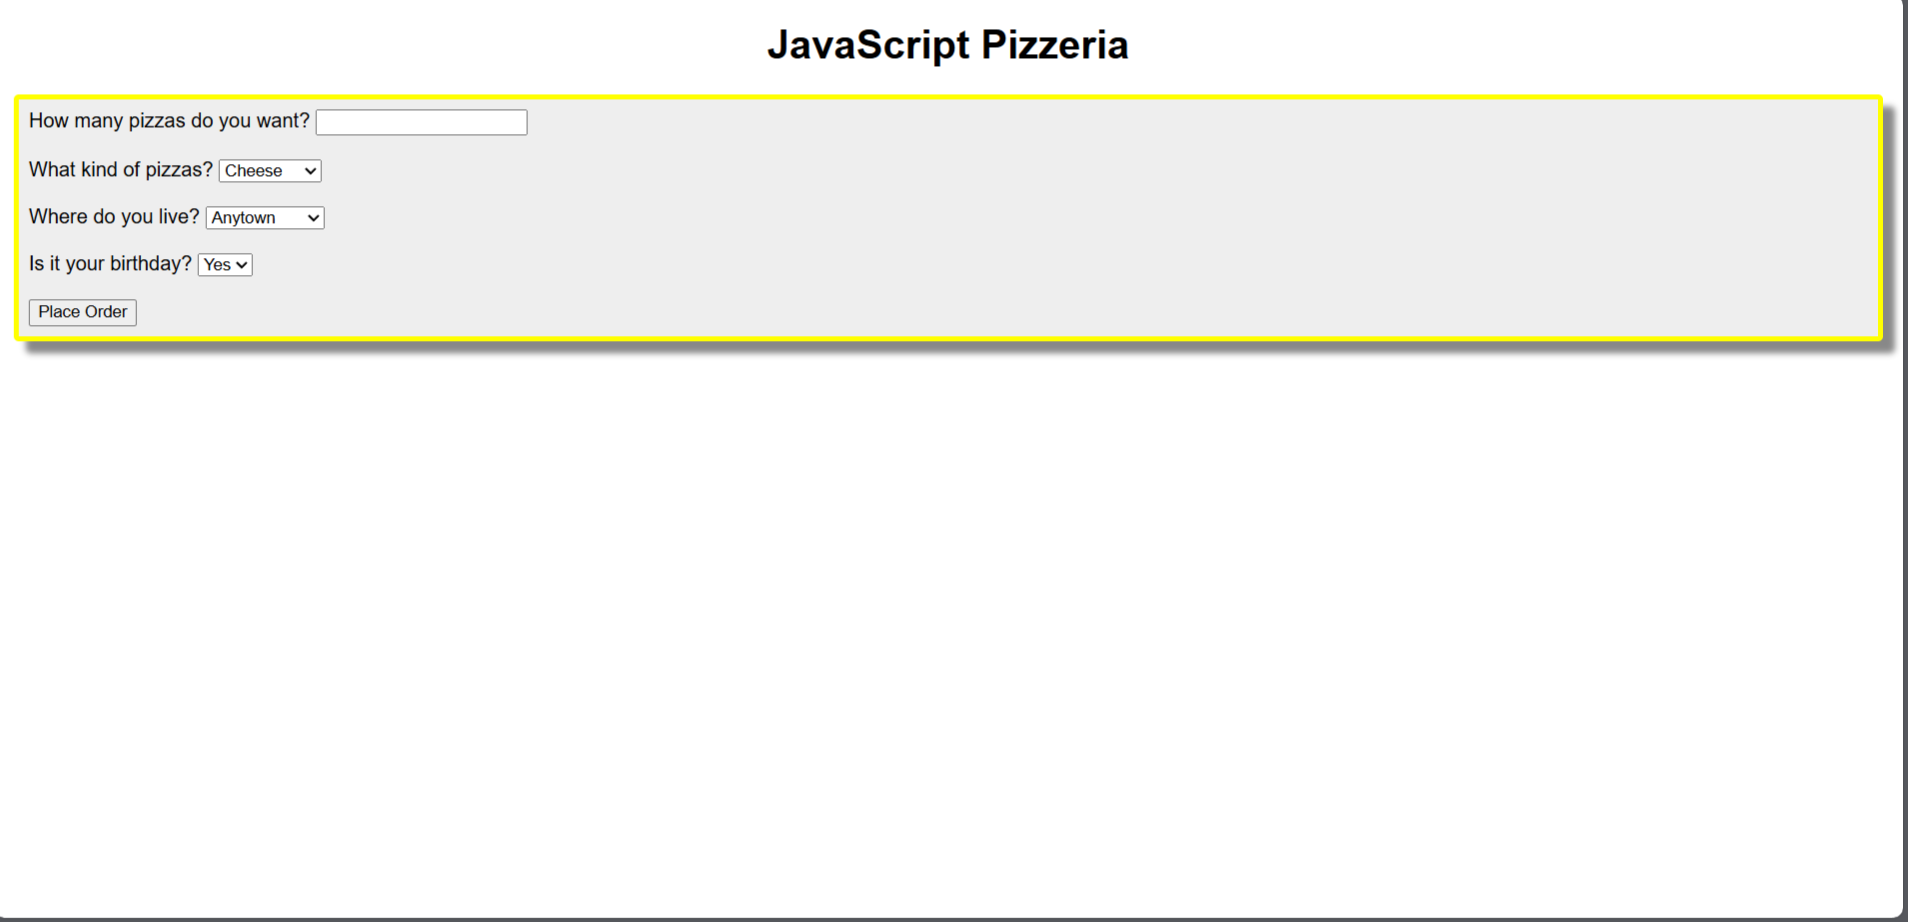 JavaScript Pizzeria
How many pizzas do you want?
What kind of pizzas? Cheese
Where do you live? Anytown
Is it your birthday? Yes
Place Order